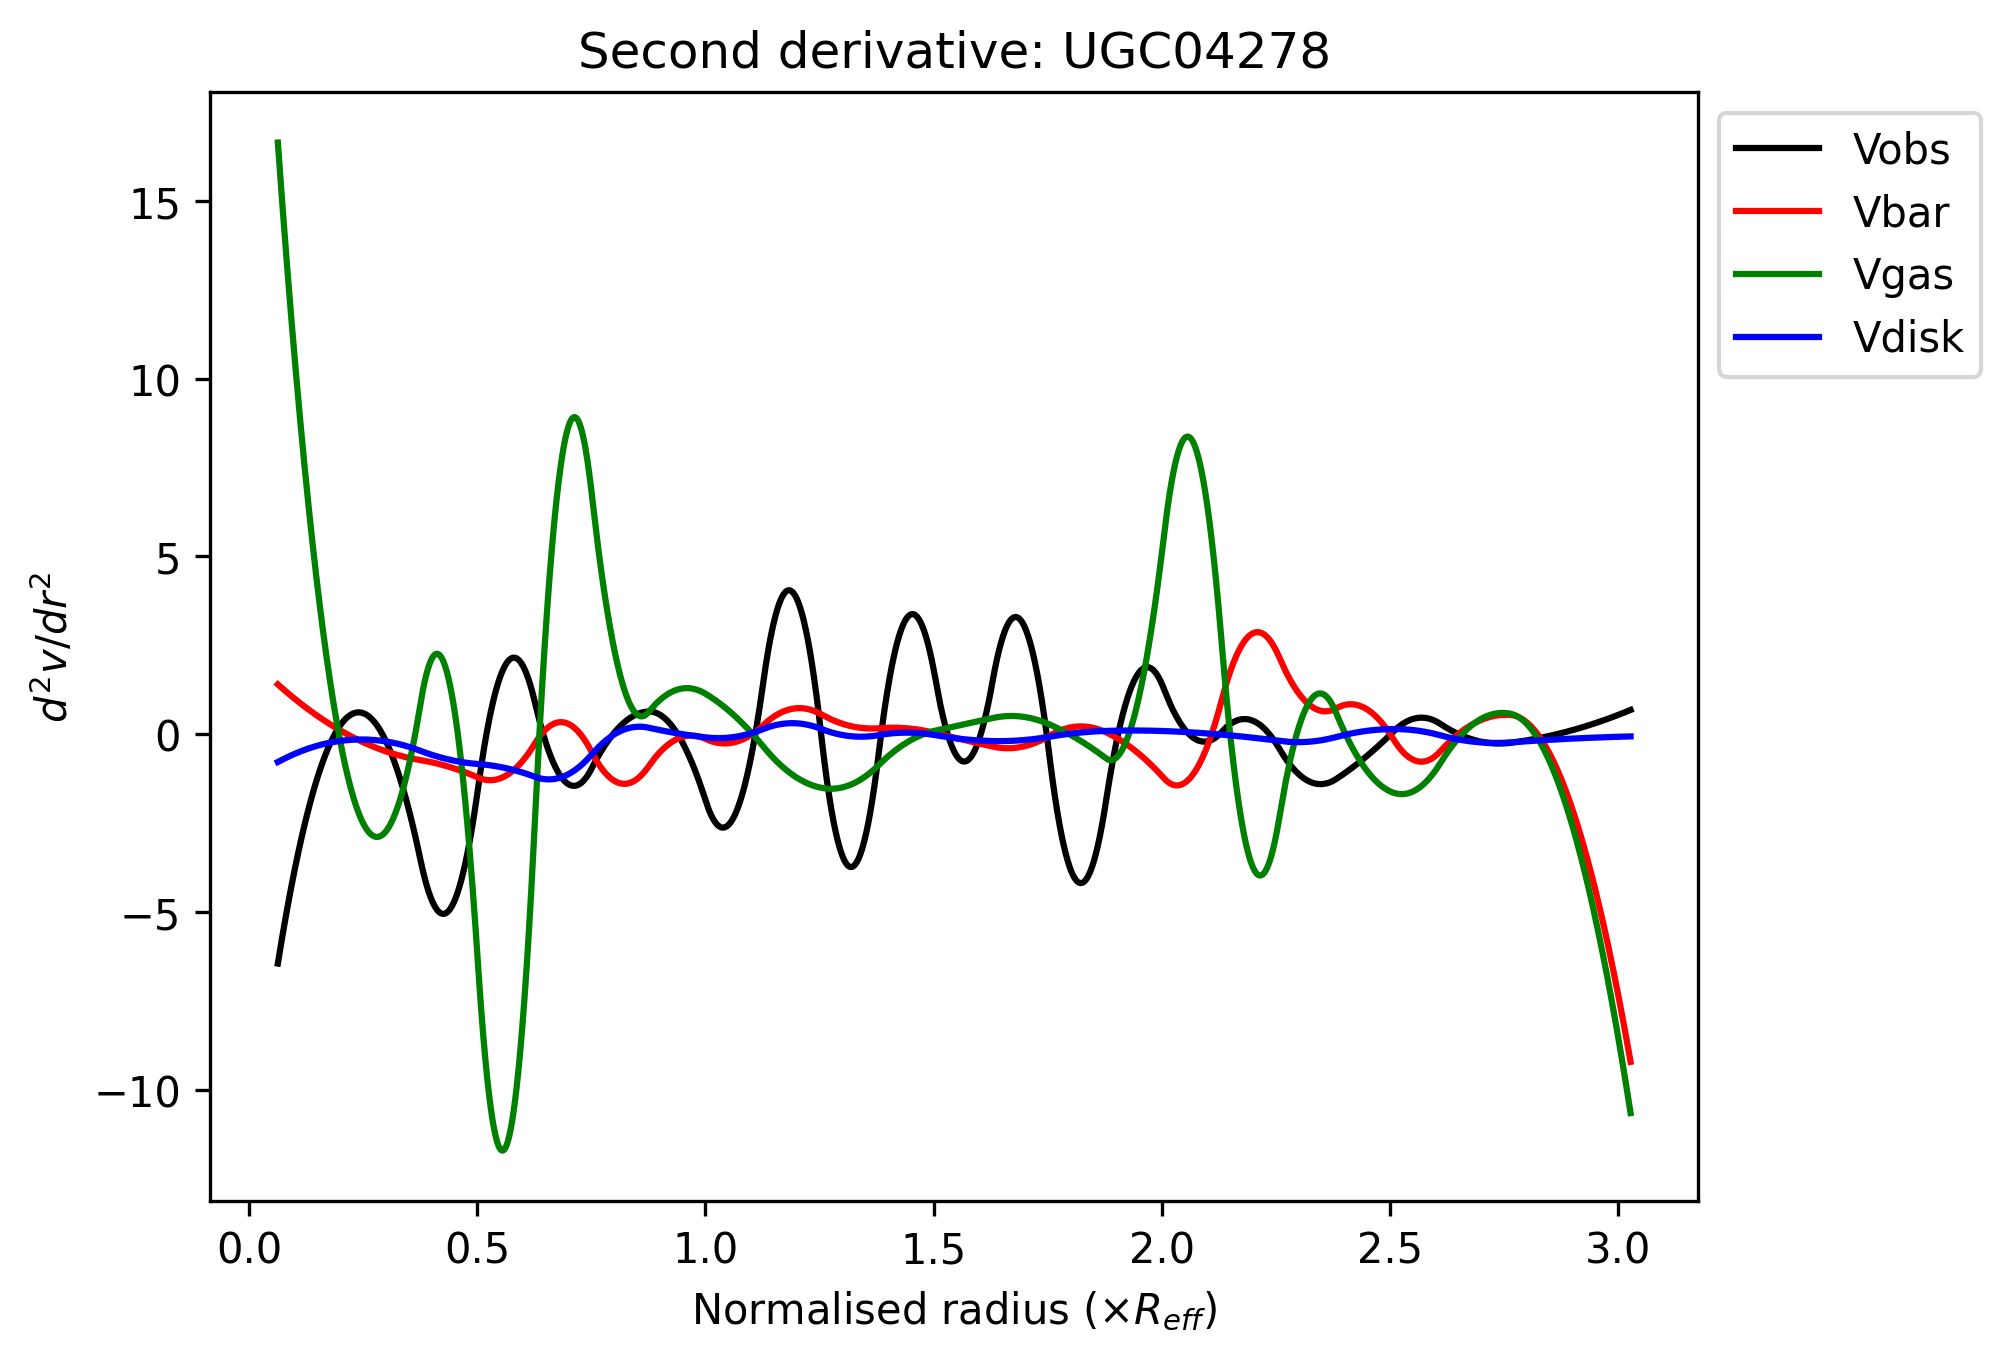 Second derivative: UGC04278
Vobs
Vbar
Vgas
Vdisk
15
10
5
0
−5
−10
d²v/dr²
0.0 0.5 1.0 1.5 2.0 2.5 3.0
Normalised radius (×R_eff)